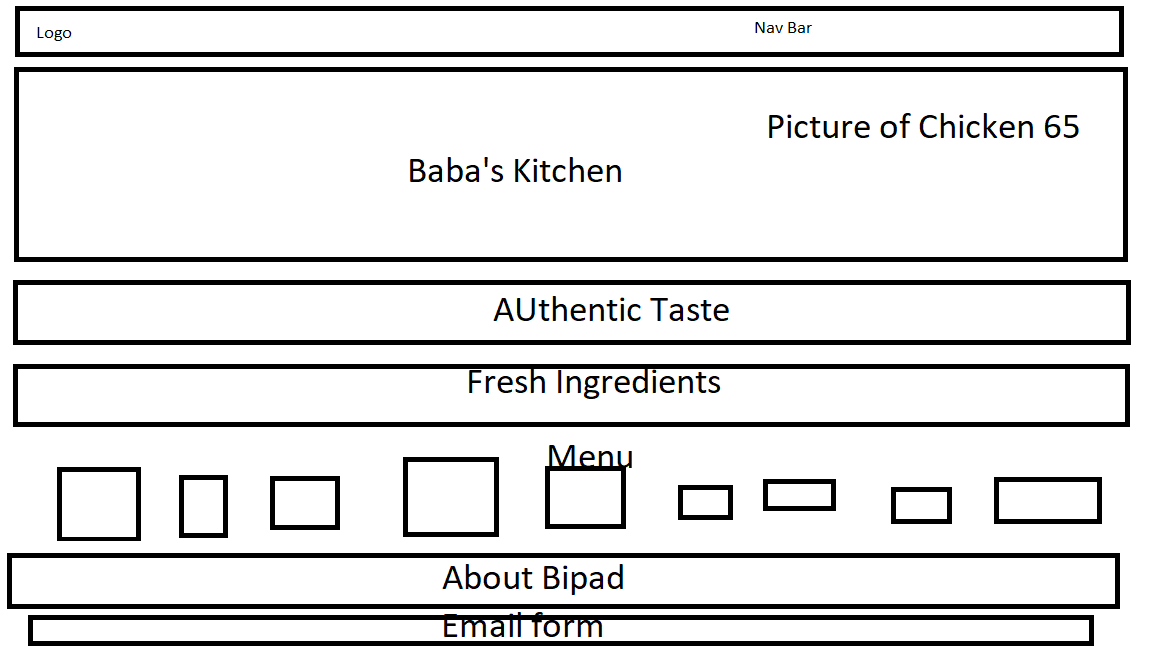 Logo
Nav Bar
Picture of Chicken 65
Baba's Kitchen
AUthentic Taste
Fresh Ingredients
Menu
About Bipad
Email form